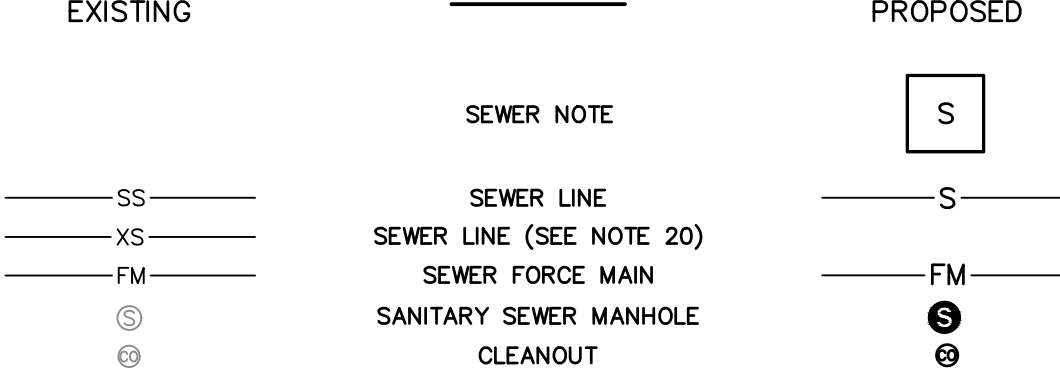 EXISTING PROPOSED
SEWER NOTE S
SS SEWER LINE S
XS SEWER LINE (SEE NOTE 20)
FM SEWER FORCE MAIN FM
S SANITARY SEWER MANHOLE S
CO CLEANOUT CO